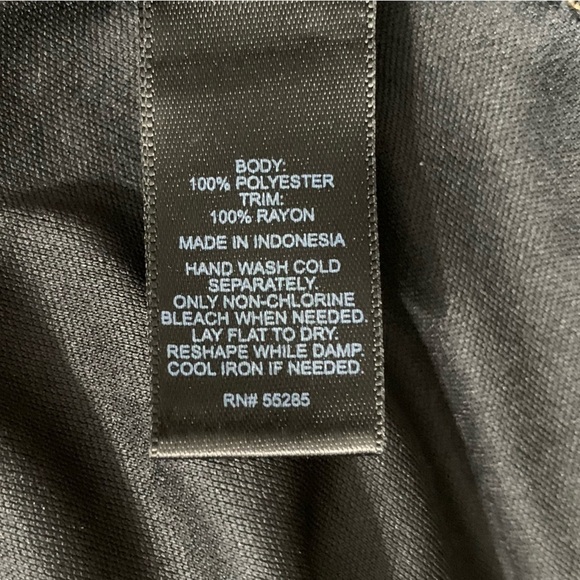 BODY:
100% POLYESTER
TRIM:
100% RAYON
MADE IN INDONESIA
HAND WASH COLD
SEPARATELY.
ONLY NON-CHLORINE
BLEACH WHEN NEEDED.
LAY FLAT TO DRY.
RESHAPE WHILE DAMP.
COOL IRON IF NEEDED.
RN# 55285